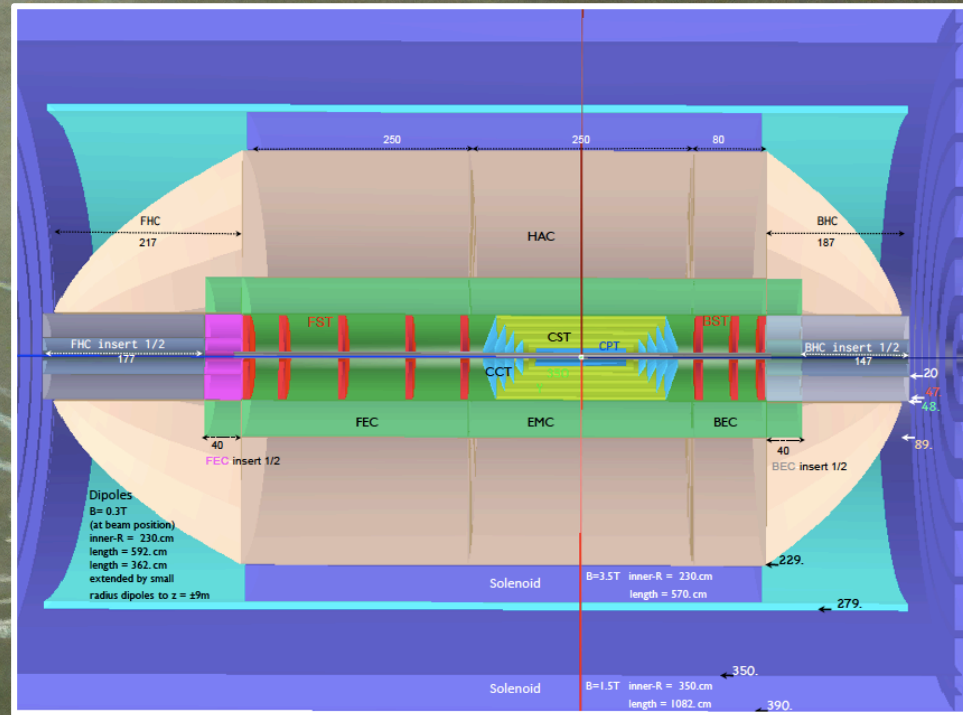 250
250
80
FHC
217
HAC
BHC
187
FST
CST
CPT
BST
FHC insert 1/2
177
CCT
BHC insert 1/2
147
20
47.
48.
FEC
EMC
BEC
89.
40
FEC insert 1/2
40
BEC insert 1/2
Dipoles
B= 0.3T
(at beam position)
inner-R = 230.cm
length = 592. cm
length = 362. cm
extended by small
radius dipoles to z = ±9m
229.
Solenoid
B=3.5T inner-R = 230.cm
length = 570. cm
279.
350.
Solenoid
B=1.5T inner-R = 350.cm
length = 1082. cm
390.